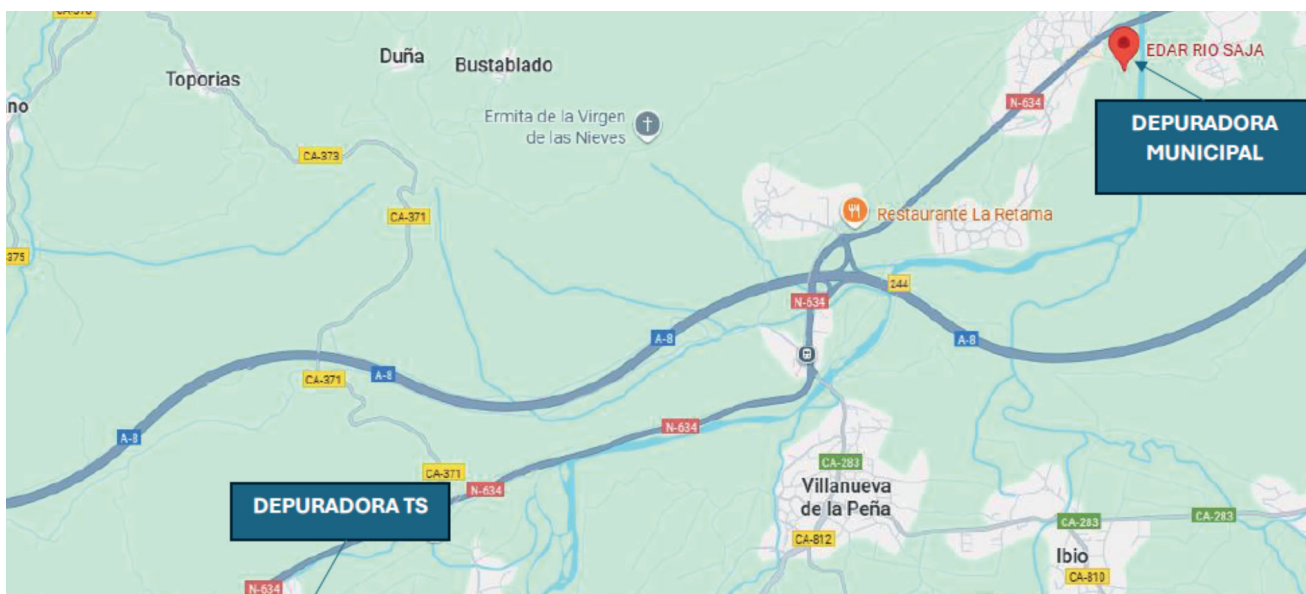 Toporias
Duña
Bustablado
EDAR RIO SAJA
no
N-634
DEPURADORA
MUNICIPAL
Ermita de la Virgen
de las Nieves
CA-373
CA-371
Restaurante La Retama
375
244
N-634
A-8
A-8
A-8
CA-371
A-8
N-634
CA-371
CA-283
N-634
Villanueva
de la Peña
DEPURADORA TS
CA-283
CA-283
CA-812
Ibio
CA-810
N-634